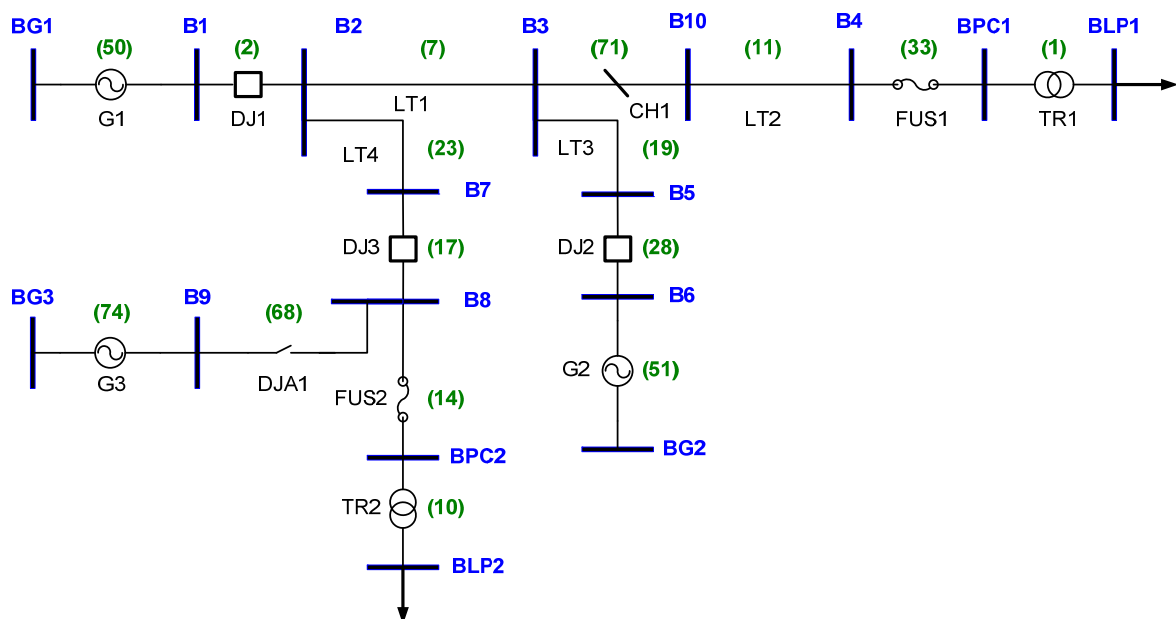 BG1 B1 B2 B3 B10 B4 BPC1 BLP1
(50) (2) (7) (71) (11) (33) (1)
G1 DJ1 LT1 CH1 LT2 FUS1 TR1
LT4 (23) LT3 (19)
B7 B5
DJ3 (17) DJ2 (28)
BG3 B9 B8 B6
(74) (68)
G3 DJA1 G2 (51)
FUS2 (14)
BPC2 BG2
TR2 (10)
BLP2